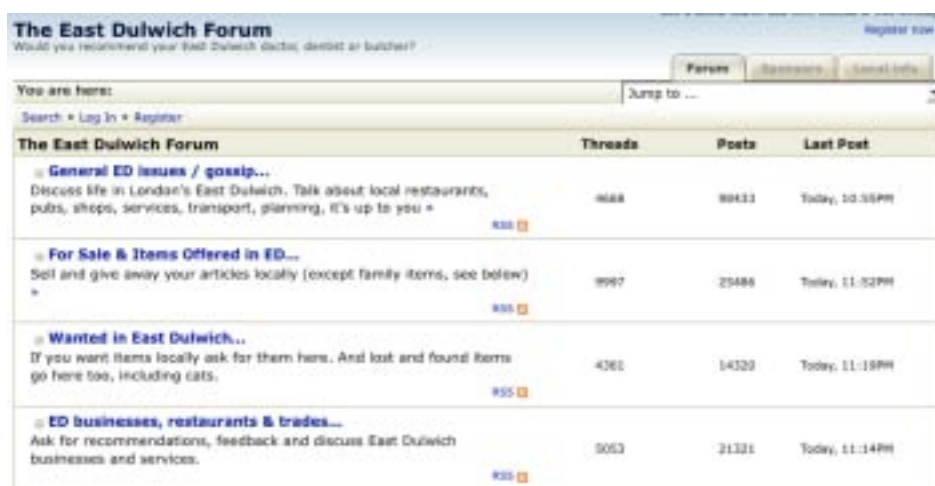 The East Dulwich Forum
Would you recommend your East Dulwich doctor, dentist or butcher?
Register now
Forum Sponsors Local Info
You are here:
Jump to ...
Search • Log In • Register
The East Dulwich Forum Threads Posts Last Post
General ED issues / gossip...
Discuss life in London's East Dulwich. Talk about local restaurants,
pubs, shops, services, transport, planning, it's up to you »
4668 Today, 10:55PM
RSS
For Sale & Items Offered in ED...
Sell and give away your articles locally (except family items, see below)
»
25486 Today, 11:52PM
RSS
Wanted in East Dulwich...
If you want items locally ask for them here. And lost and found items
go here too, including cats.
4361 14320 Today, 11:19PM
RSS
ED businesses, restaurants & trades...
Ask for recommendations, feedback and discuss East Dulwich
businesses and services.
5053 21321 Today, 11:14PM
RSS